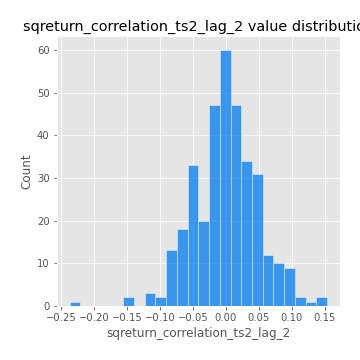 sqreturn_correlation_ts2_lag_2 value distributio
60
50
40
30
20
10
0
Count
−0.25 −0.20 −0.15 −0.10 −0.05 0.00 0.05 0.10 0.15
sqreturn_correlation_ts2_lag_2